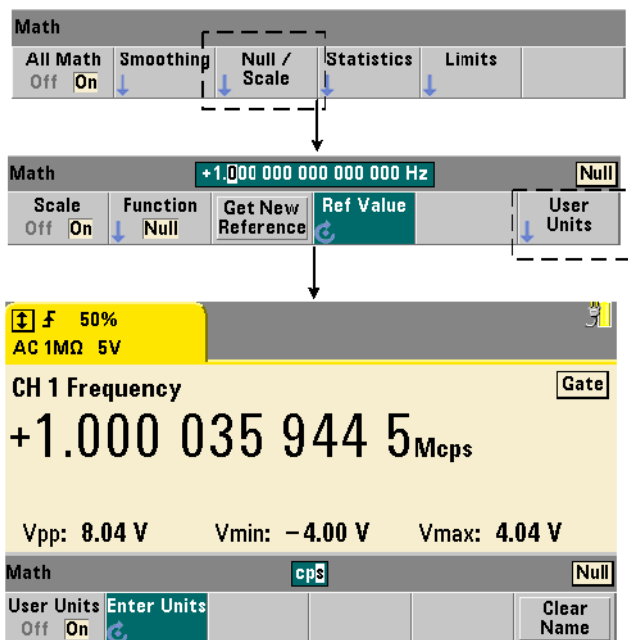 Math
All Math Smoothing Null / Statistics Limits
Off On Scale
Math +1.000 000 000 000 000 Hz Null
Scale Function Get New Ref Value User
Off On Null Reference Units
50%
AC 1MΩ 5V
CH 1 Frequency Gate
+1.000 035 944 5 Mcps
Vpp: 8.04 V Vmin: −4.00 V Vmax: 4.04 V
Math cps Null
User Units Enter Units Clear
Off On Name